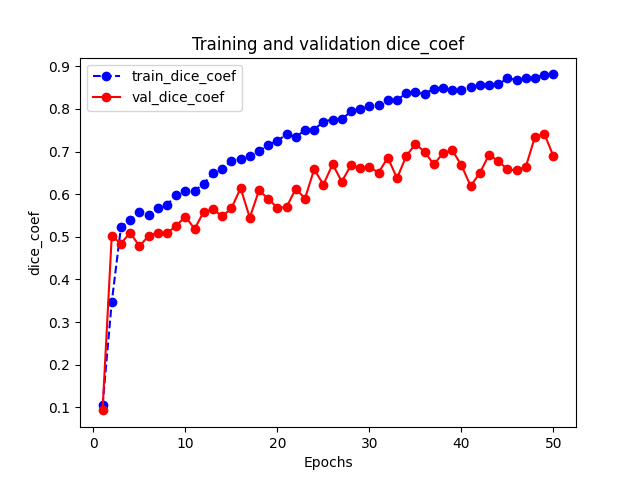 Training and validation dice_coef
train_dice_coef
val_dice_coef
dice_coef
0.9
0.8
0.7
0.6
0.5
0.4
0.3
0.2
0.1
0 10 20 30 40 50
Epochs